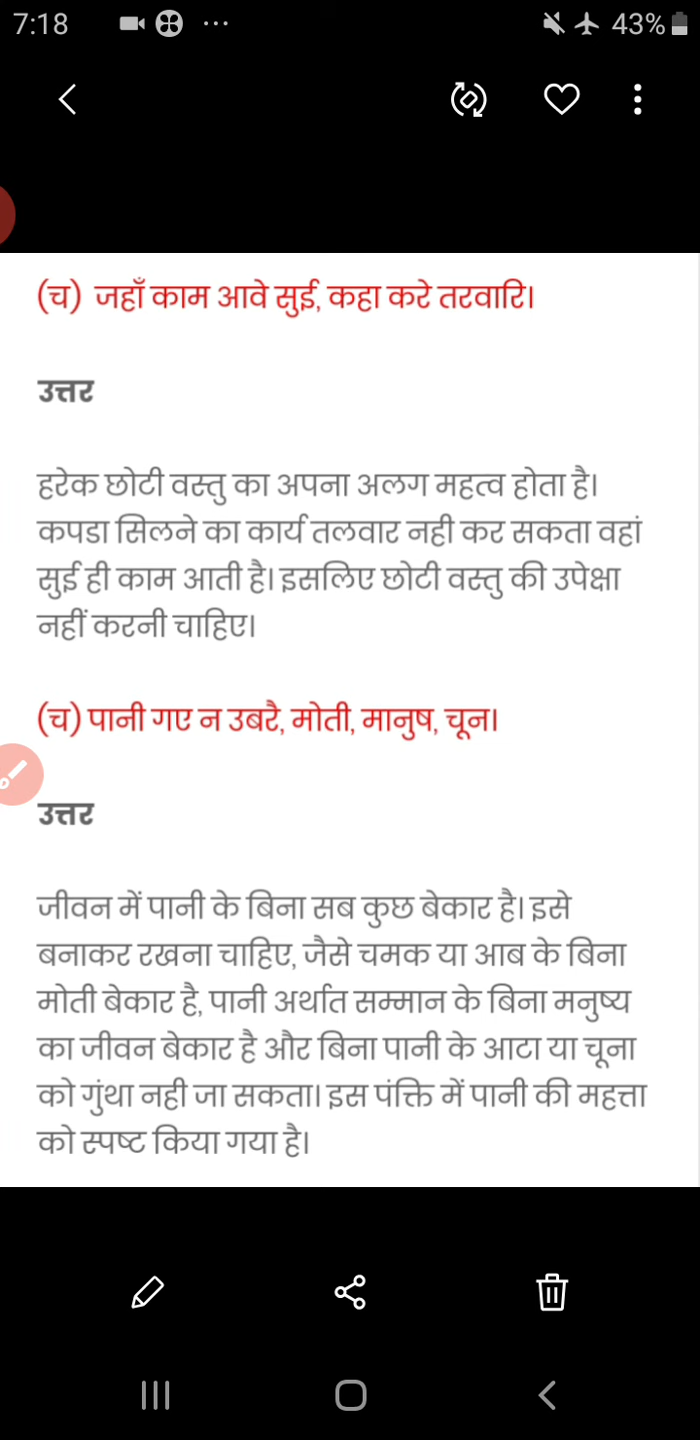 7:18
43%
(च) जहाँ काम आवे सुई, कहा करे तरवारि।
उत्तर
हरेक छोटी वस्तु का अपना अलग महत्व होता है।
कपडा सिलने का कार्य तलवार नही कर सकता वहां
सुई ही काम आती है। इसलिए छोटी वस्तु की उपेक्षा
नहीं करनी चाहिए।
(च) पानी गए न उबरै, मोती, मानुष, चून।
उत्तर
जीवन में पानी के बिना सब कुछ बेकार है। इसे
बनाकर रखना चाहिए, जैसे चमक या आब के बिना
मोती बेकार है, पानी अर्थात सम्मान के बिना मनुष्य
का जीवन बेकार है और बिना पानी के आटा या चूना
को गुंथा नही जा सकता। इस पंक्ति में पानी की महत्ता
को स्पष्ट किया गया है।